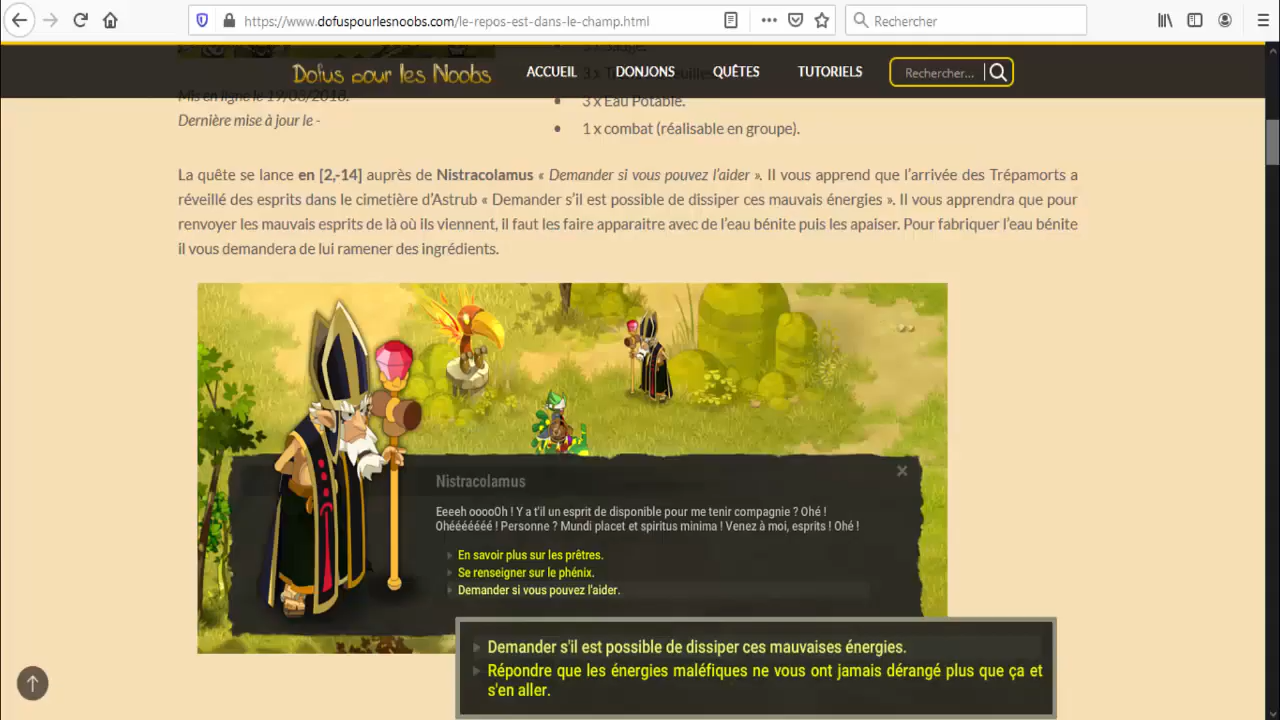 https://www.dofuspourlesnoobs.com/le-repos-est-dans-le-champ.html
Rechercher
Dofus pour les Noobs
ACCUEIL
DONJONS
QUÊTES
TUTORIELS
Rechercher...
3 x
Mis en ligne le 19/05/2018.
3 x Eau Potable.
Dernière mise à jour le -
1 x combat (réalisable en groupe).
La quête se lance en [2,-14] auprès de Nistracolamus « Demander si vous pouvez l'aider ». Il vous apprend que l'arrivée des Trépamorts a
réveillé des esprits dans le cimetière d'Astrub « Demander s'il est possible de dissiper ces mauvais énergies ». Il vous apprendra que pour
renvoyer les mauvais esprits de là où ils viennent, il faut les faire apparaitre avec de l'eau bénite puis les apaiser. Pour fabriquer l'eau bénite
il vous demandera de lui ramener des ingrédients.
Nistracolamus
Eeeeh ooooOh ! Y a t'il un esprit de disponible pour me tenir compagnie ? Ohé !
Ohééééééé ! Personne ? Mundi placet et spiritus minima ! Venez à moi, esprits ! Ohé !
En savoir plus sur les prêtres.
Se renseigner sur le phénix.
Demander si vous pouvez l'aider.
Demander s'il est possible de dissiper ces mauvaises énergies.
Répondre que les énergies maléfiques ne vous ont jamais dérangé plus que ça et
s'en aller.